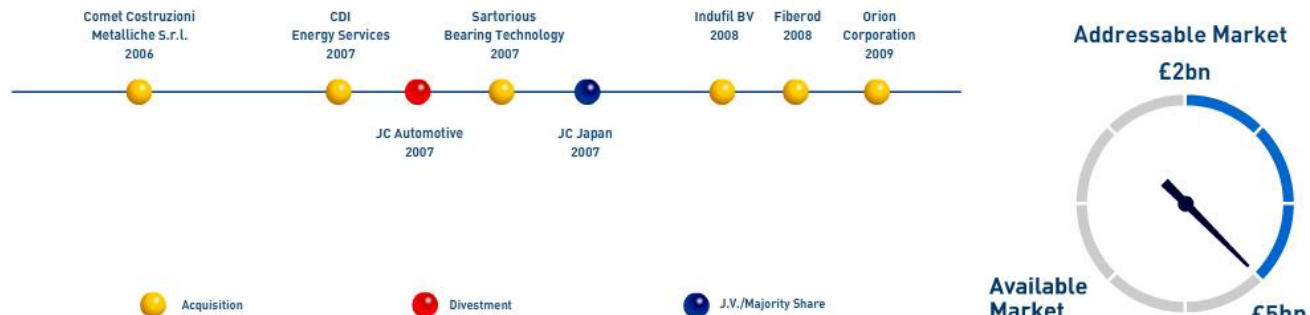 Comet Costruzioni
Metalliche S.r.l.
2006
CDI
Energy Services
2007
Sartorious
Bearing Technology
2007
Indufil BV
2008
Fiberod
2008
Orion
Corporation
2009
JC Automotive
2007
JC Japan
2007
Acquisition
Divestment
J.V./Majority Share
Addressable Market
£2bn
Available
Market
£5bn